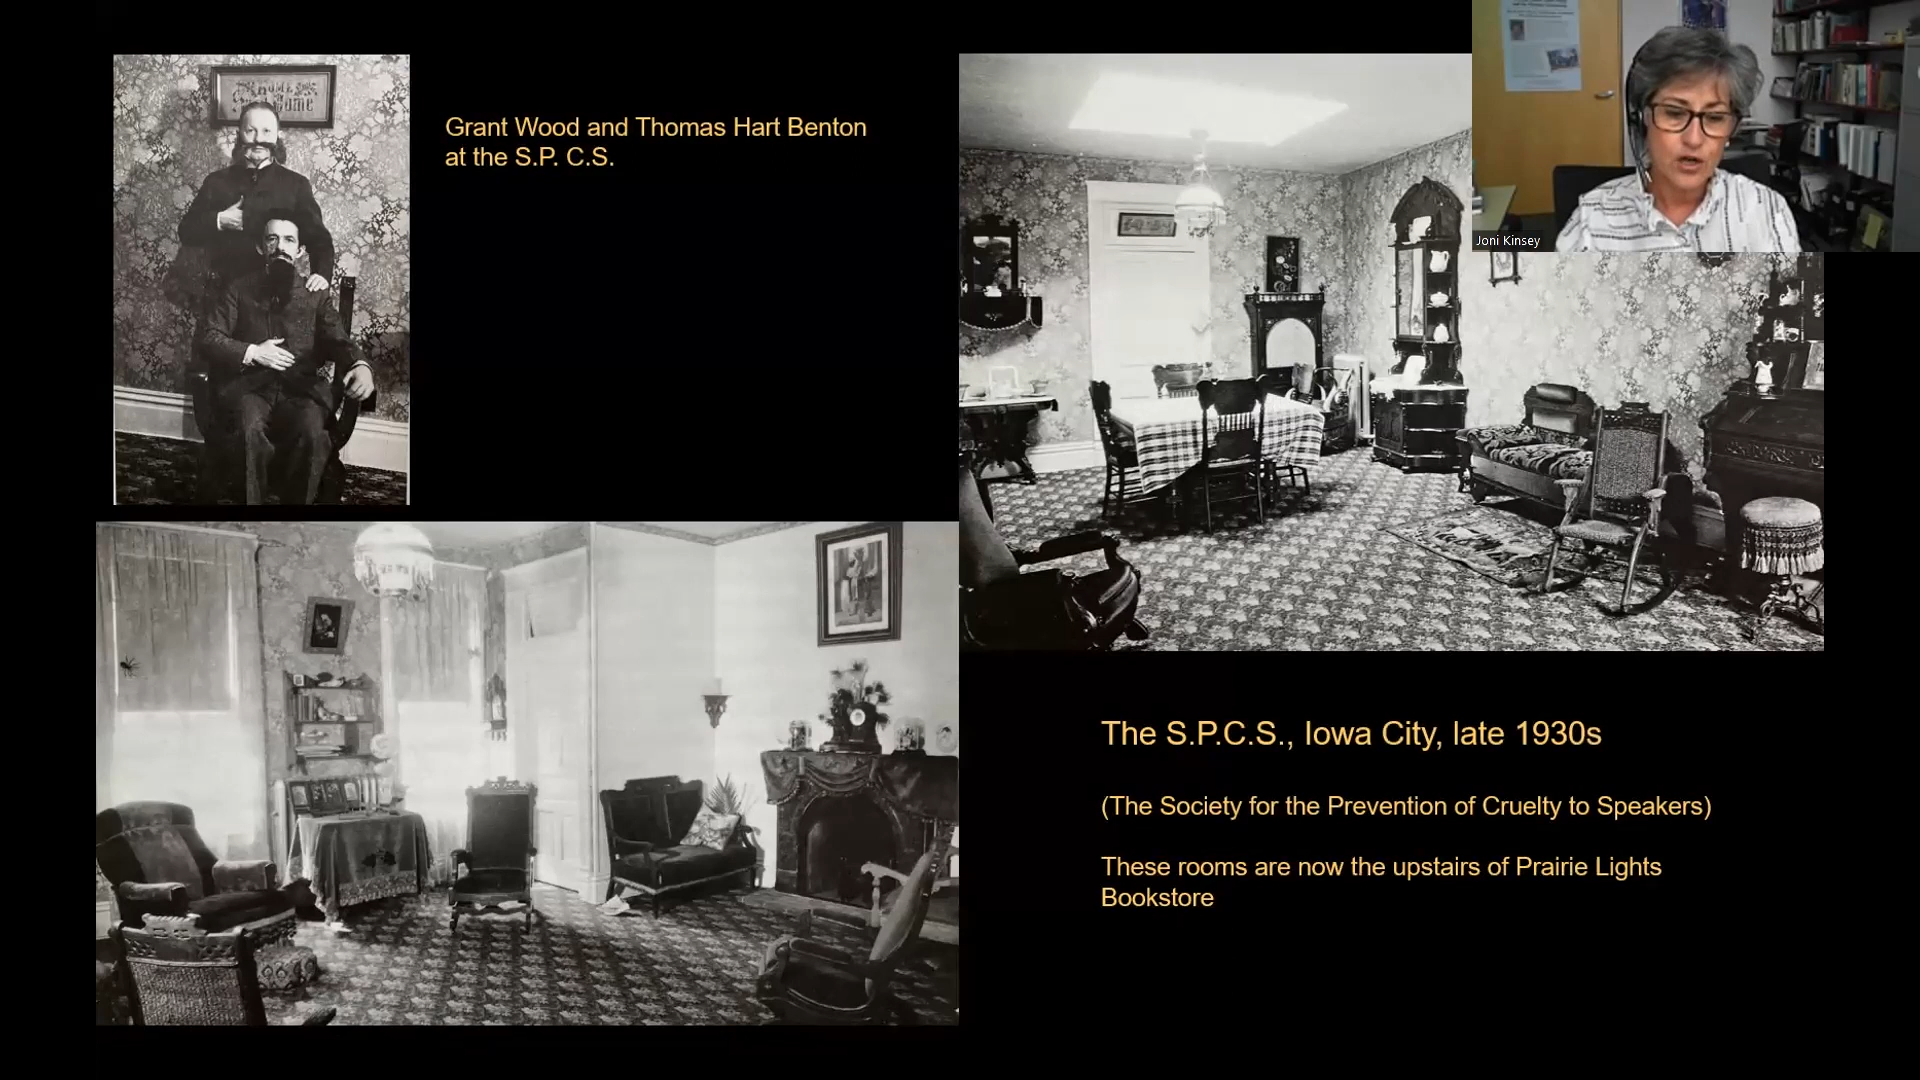 HOME
Grant Wood and Thomas Hart Benton
at the S.P. C.S.
Joni Kinsey
The S.P.C.S., Iowa City, late 1930s
(The Society for the Prevention of Cruelty to Speakers)
These rooms are now the upstairs of Prairie Lights
Bookstore